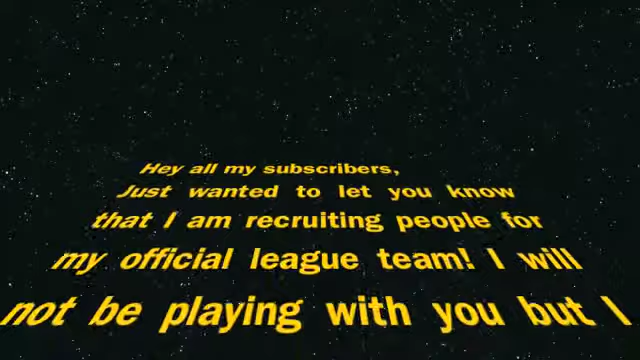 Hey all my subscribers,
Just wanted to let you know
that I am recruiting people for
my official league team! I will
not be playing with you but I